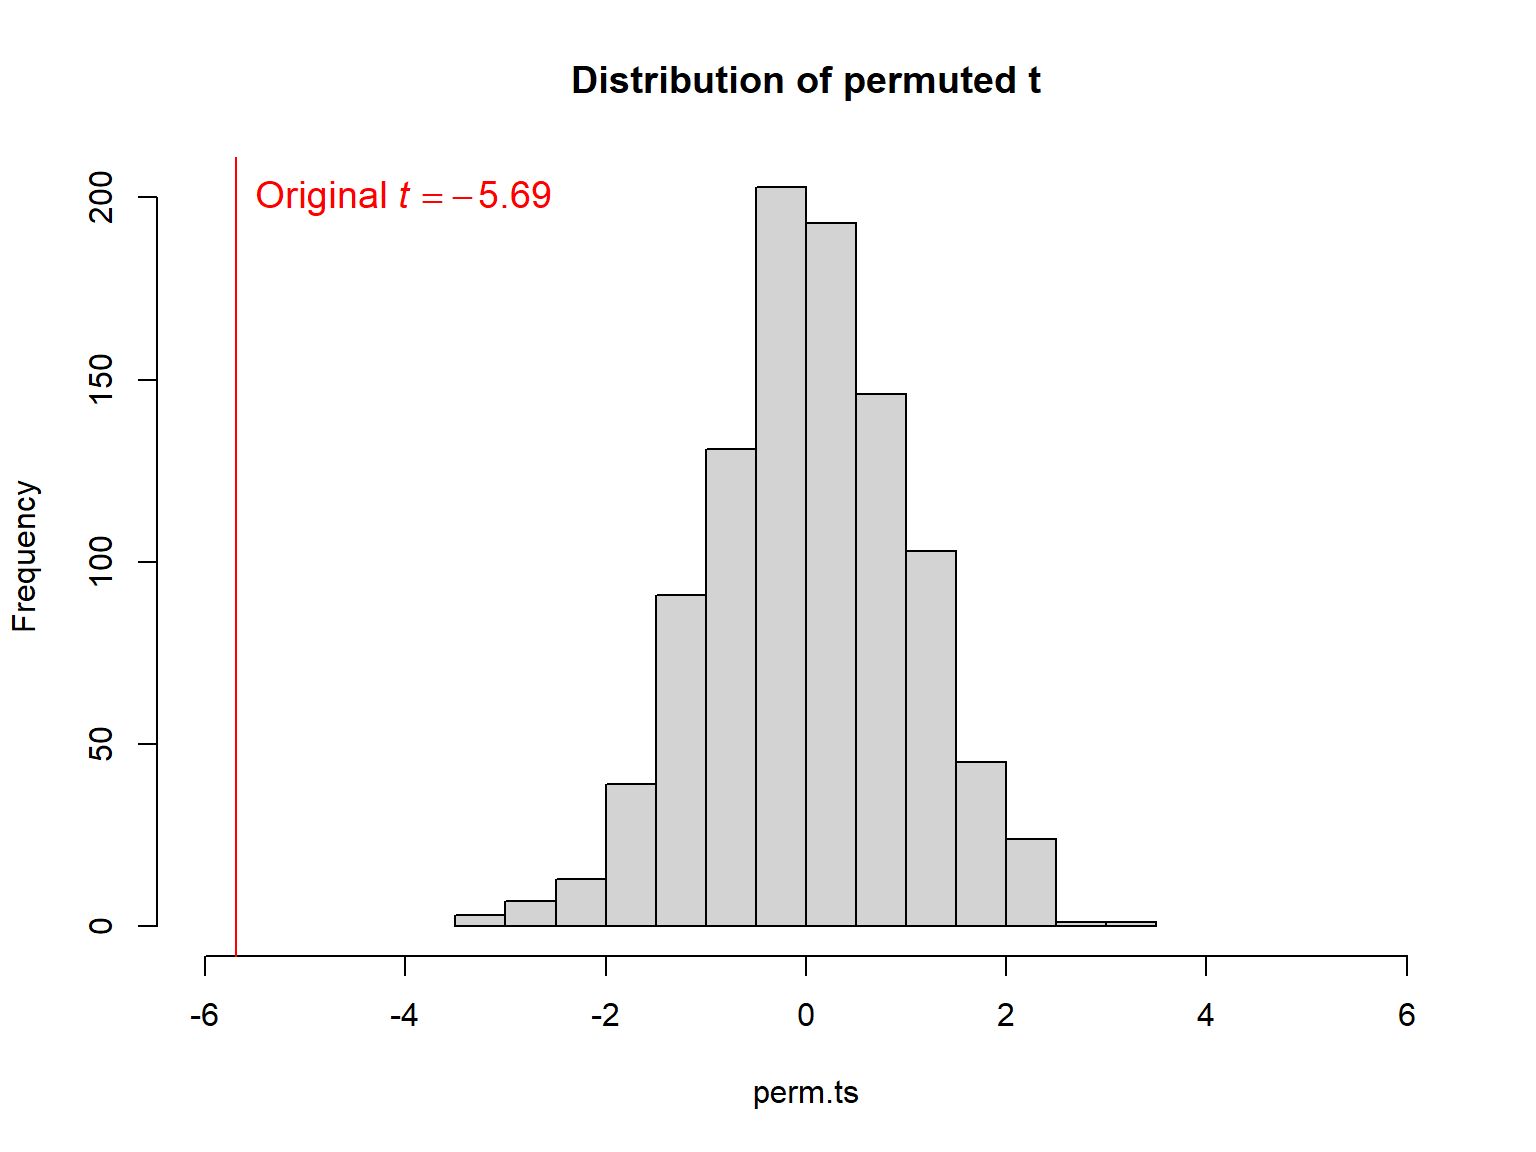 Distribution of permuted t
Original t = −5.69
Frequency
200
150
100
50
0
-6 -4 -2 0 2 4 6
perm.ts